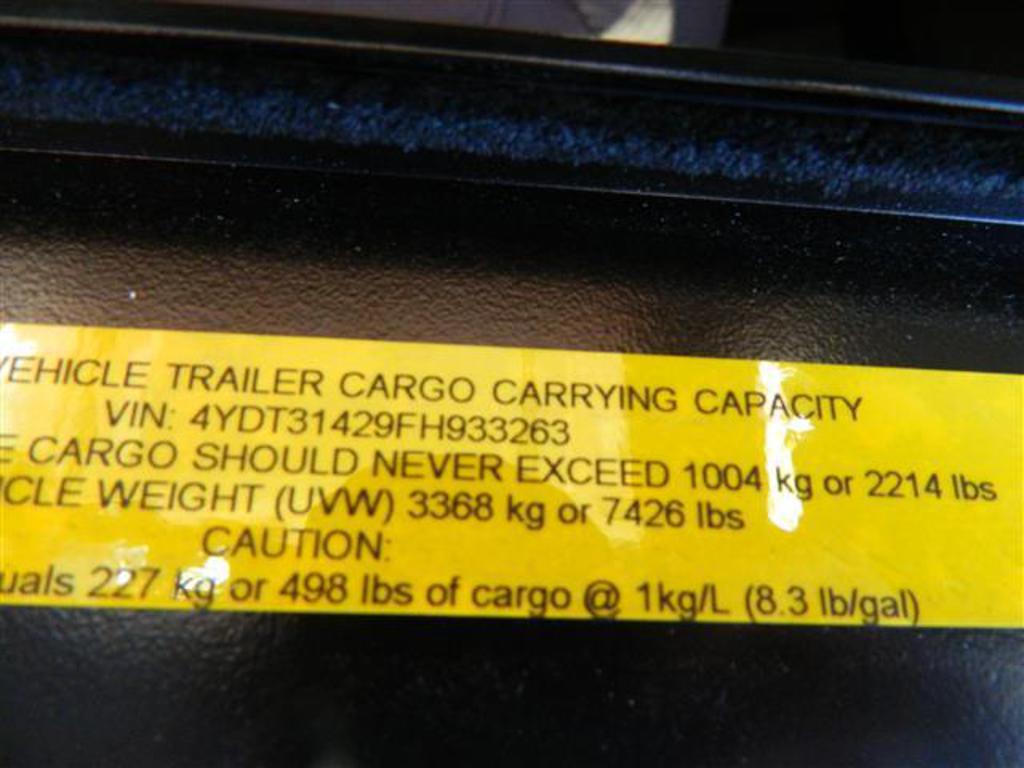 VEHICLE TRAILER CARGO CARRYING CAPACITY
VIN: 4YDT31429FH933263
E CARGO SHOULD NEVER EXCEED 1004 kg or 2214 lbs
ICLE WEIGHT (UVW) 3368 kg or 7426 lbs
CAUTION:
uals 227 kg or 498 lbs of cargo @ 1kg/L (8.3 lb/gal)